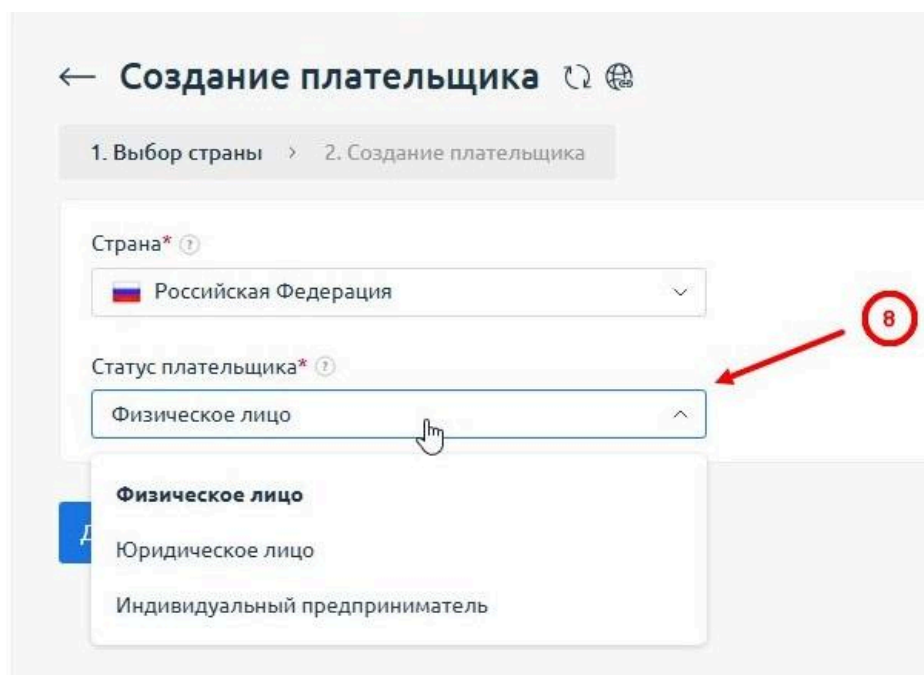 Создание плательщика
1. Выбор страны > 2. Создание плательщика
Страна* ?
Российская Федерация
8
Статус плательщика* ?
Физическое лицо
Физическое лицо
Юридическое лицо
Индивидуальный предприниматель